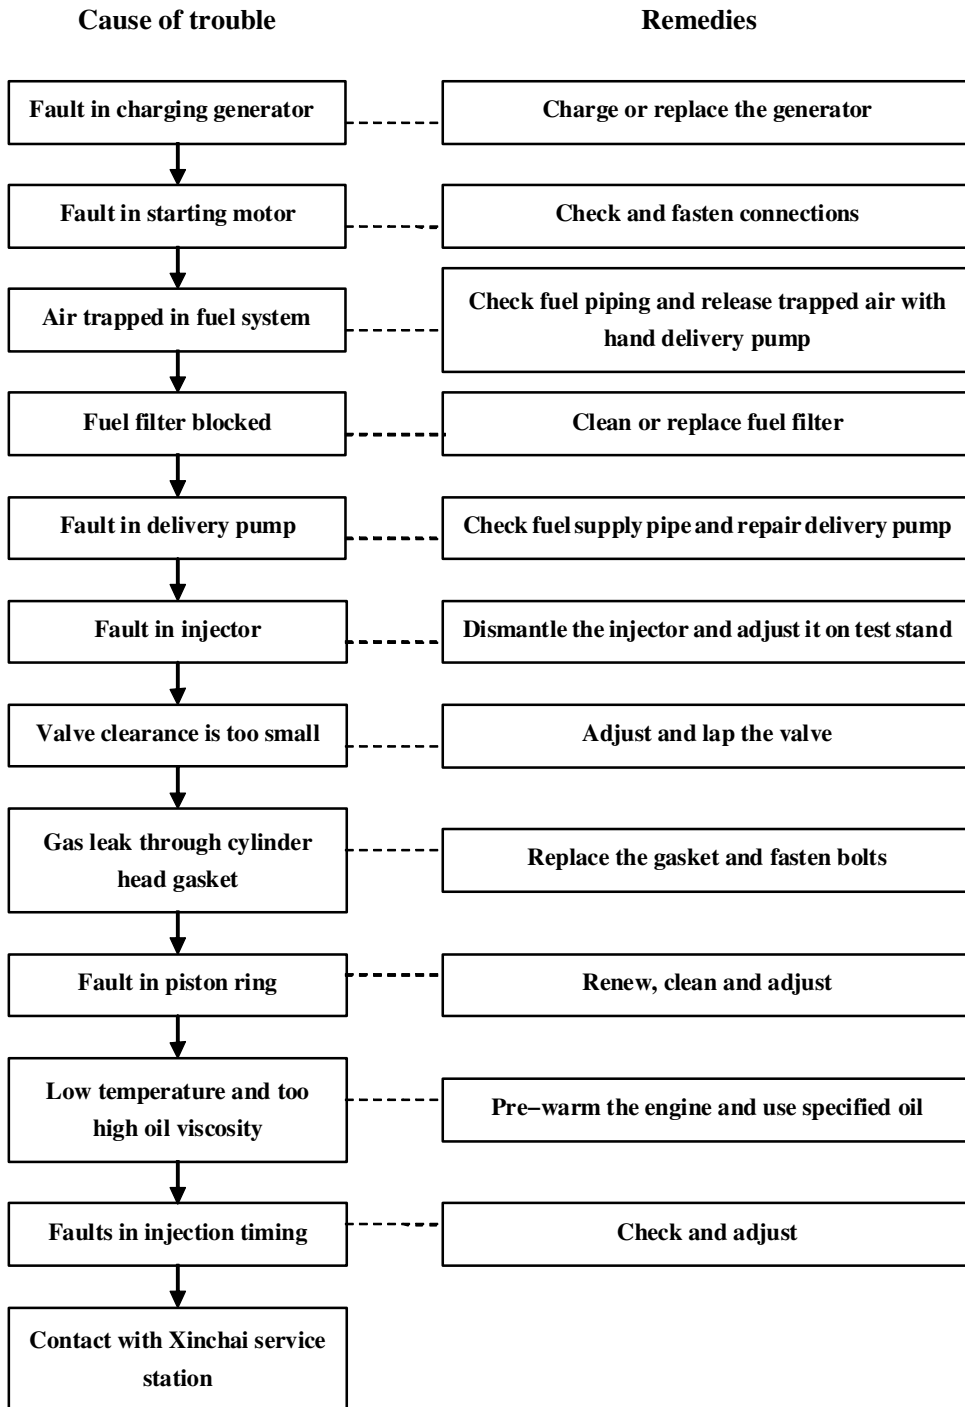 Cause of trouble
Remedies
Fault in charging generator
Charge or replace the generator
Fault in starting motor
Check and fasten connections
Air trapped in fuel system
Check fuel piping and release trapped air with
hand delivery pump
Fuel filter blocked
Clean or replace fuel filter
Fault in delivery pump
Check fuel supply pipe and repair delivery pump
Fault in injector
Dismantle the injector and adjust it on test stand
Valve clearance is too small
Adjust and lap the valve
Gas leak through cylinder
head gasket
Replace the gasket and fasten bolts
Fault in piston ring
Renew, clean and adjust
Low temperature and too
high oil viscosity
Pre-warm the engine and use specified oil
Faults in injection timing
Check and adjust
Contact with Xinchai service
station